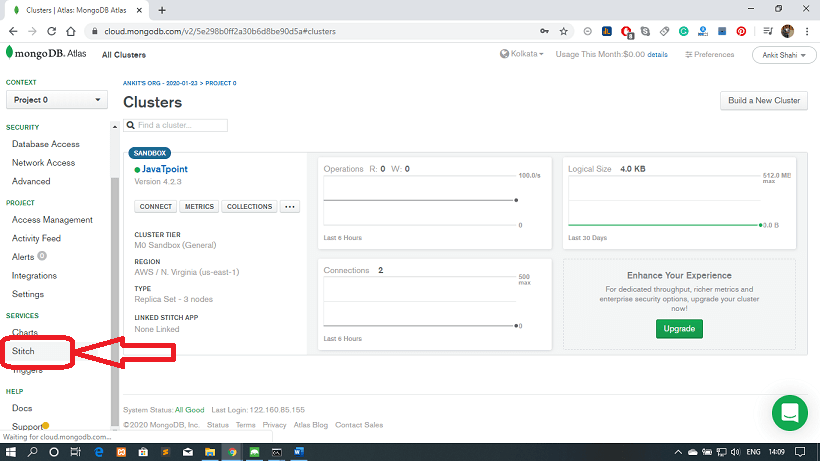 Clusters | Atlas: MongoDB Atlas
cloud.mongodb.com/v2/5e298b0ff2a30b6d8be90d5a#clusters
mongoDB. Atlas
All Clusters
Kolkata
Usage This Month:$0.00 details
Preferences
Ankit Shahi
CONTEXT
Project 0
ANKIT'S ORG - 2020-01-23 > PROJECT 0
Clusters
Build a New Cluster
Find a cluster...
SECURITY
Database Access
Network Access
Advanced
PROJECT
Access Management
Activity Feed
Alerts 0
Integrations
Settings
SERVICES
Charts
Stitch
Triggers
HELP
Docs
Support
SANDBOX
JavaTpoint
Version 4.2.3
CONNECT
METRICS
COLLECTIONS
...
CLUSTER TIER
M0 Sandbox (General)
REGION
AWS / N. Virginia (us-east-1)
TYPE
Replica Set - 3 nodes
LINKED STITCH APP
None Linked
Operations R: 0 W: 0
100.0/s
0
Last 6 Hours
Logical Size 4.0 KB
512.0 MB
max
0.0 B
Last 30 Days
Connections 2
500
max
0
Last 6 Hours
Enhance Your Experience
For dedicated throughput, richer metrics and
enterprise security options, upgrade your cluster
now!
Upgrade
System Status: All Good Last Login: 122.160.85.155
©2020 MongoDB, Inc. Status Terms Privacy Atlas Blog Contact Sales
Waiting for cloud.mongodb.com...
ENG
14:09